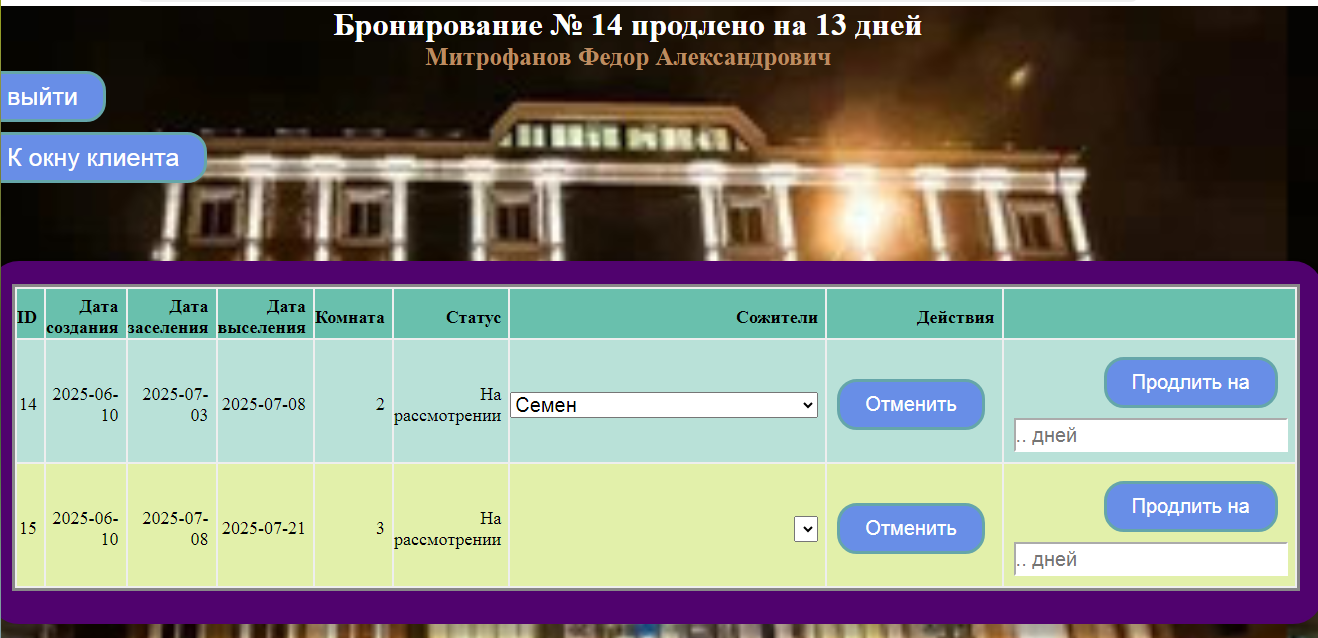 Бронирование № 14 продлено на 13 дней
Митрофанов Федор Александрович
выйти
К окну клиента
ID Дата создания Дата заселения Дата выселения Комната Статус Сожители Действия
14 2025-06-10 2025-07-03 2025-07-08 2 На рассмотрении Семен Отменить Продлить на
.. дней
15 2025-06-10 2025-07-08 2025-07-21 3 На рассмотрении Отменить Продлить на
.. дней